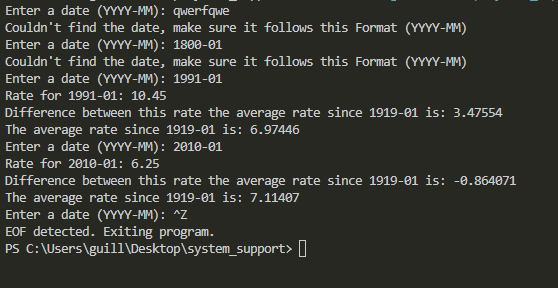 Enter a date (YYYY-MM): qwerfqwe
Couldn't find the date, make sure it follows this Format (YYYY-MM)
Enter a date (YYYY-MM): 1800-01
Couldn't find the date, make sure it follows this Format (YYYY-MM)
Enter a date (YYYY-MM): 1991-01
Rate for 1991-01: 10.45
Difference between this rate the average rate since 1919-01 is: 3.47554
The average rate since 1919-01 is: 6.97446
Enter a date (YYYY-MM): 2010-01
Rate for 2010-01: 6.25
Difference between this rate the average rate since 1919-01 is: -0.864071
The average rate since 1919-01 is: 7.11407
Enter a date (YYYY-MM): ^Z
EOF detected. Exiting program.
PS C:\Users\guill\Desktop\system_support>